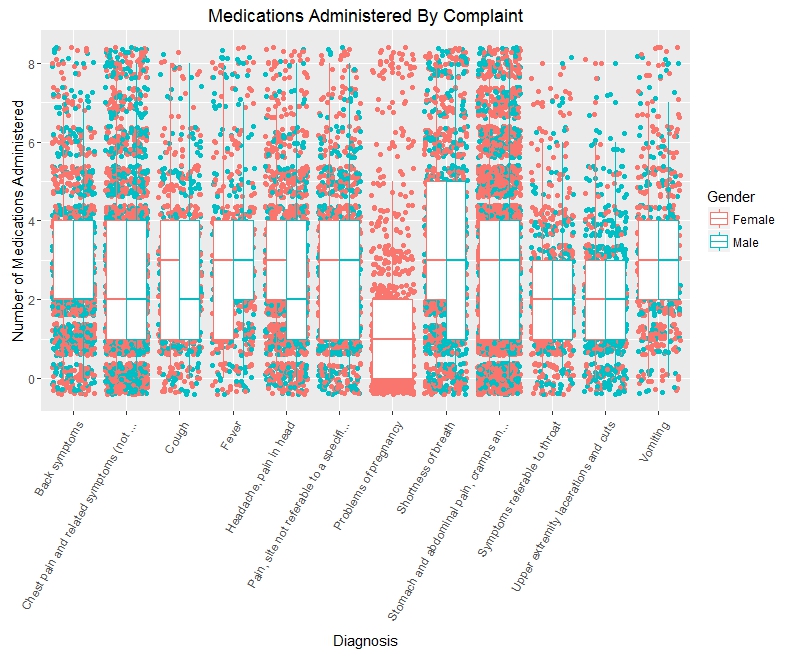 Medications Administered By Complaint
Number of Medications Administered
8
6
4
2
0
Back symptoms
Chest pain and related symptoms (not ...
Cough
Fever
Headache, pain in head
Pain, site not referable to a specifi...
Problems of pregnancy
Shortness of breath
Stomach and abdominal pain, cramps an...
Symptoms referable to throat
Upper extremity lacerations and cuts
Vomiting
Diagnosis
Gender
Female
Male